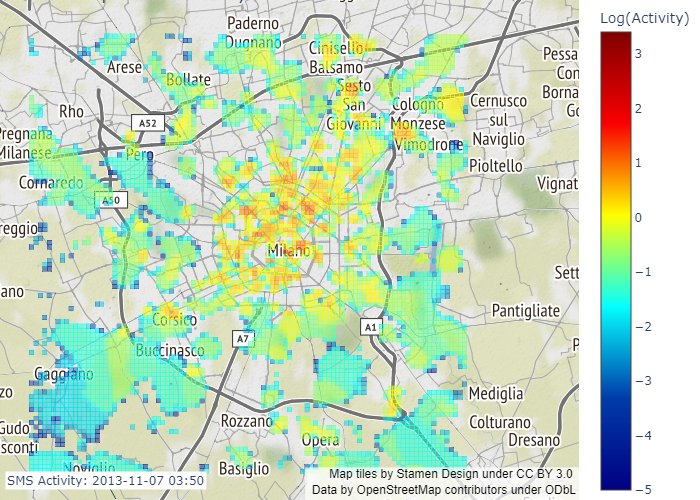 Paderno
Dugnano
Cinisello
Balsamo
Arese
Bollate
Sesto
San
Giovanni
Cologno
Monzese
Cernusco
sul
Naviglio
Pessa
Con
Borna
Go
Rho
A52
Pregnana
Milanese
Pero
Vimodrone
Pioltello
Cornaredo
A50
Vignat
reggio
Milano
Sett
ano
Corsico
A7
A1
Pantigliate
P
Buccinasco
Gaggiano
zo
Mediglia
Gudo
sconti
Rozzano
Opera
Colturano
Dresano
Noviglio
Basiglio
SMS Activity: 2013-11-07 03:50
Map tiles by Stamen Design under CC BY 3.0
Data by OpenStreetMap contributors under ODbL
Log(Activity)
3
2
1
0
−1
−2
−3
−4
−5